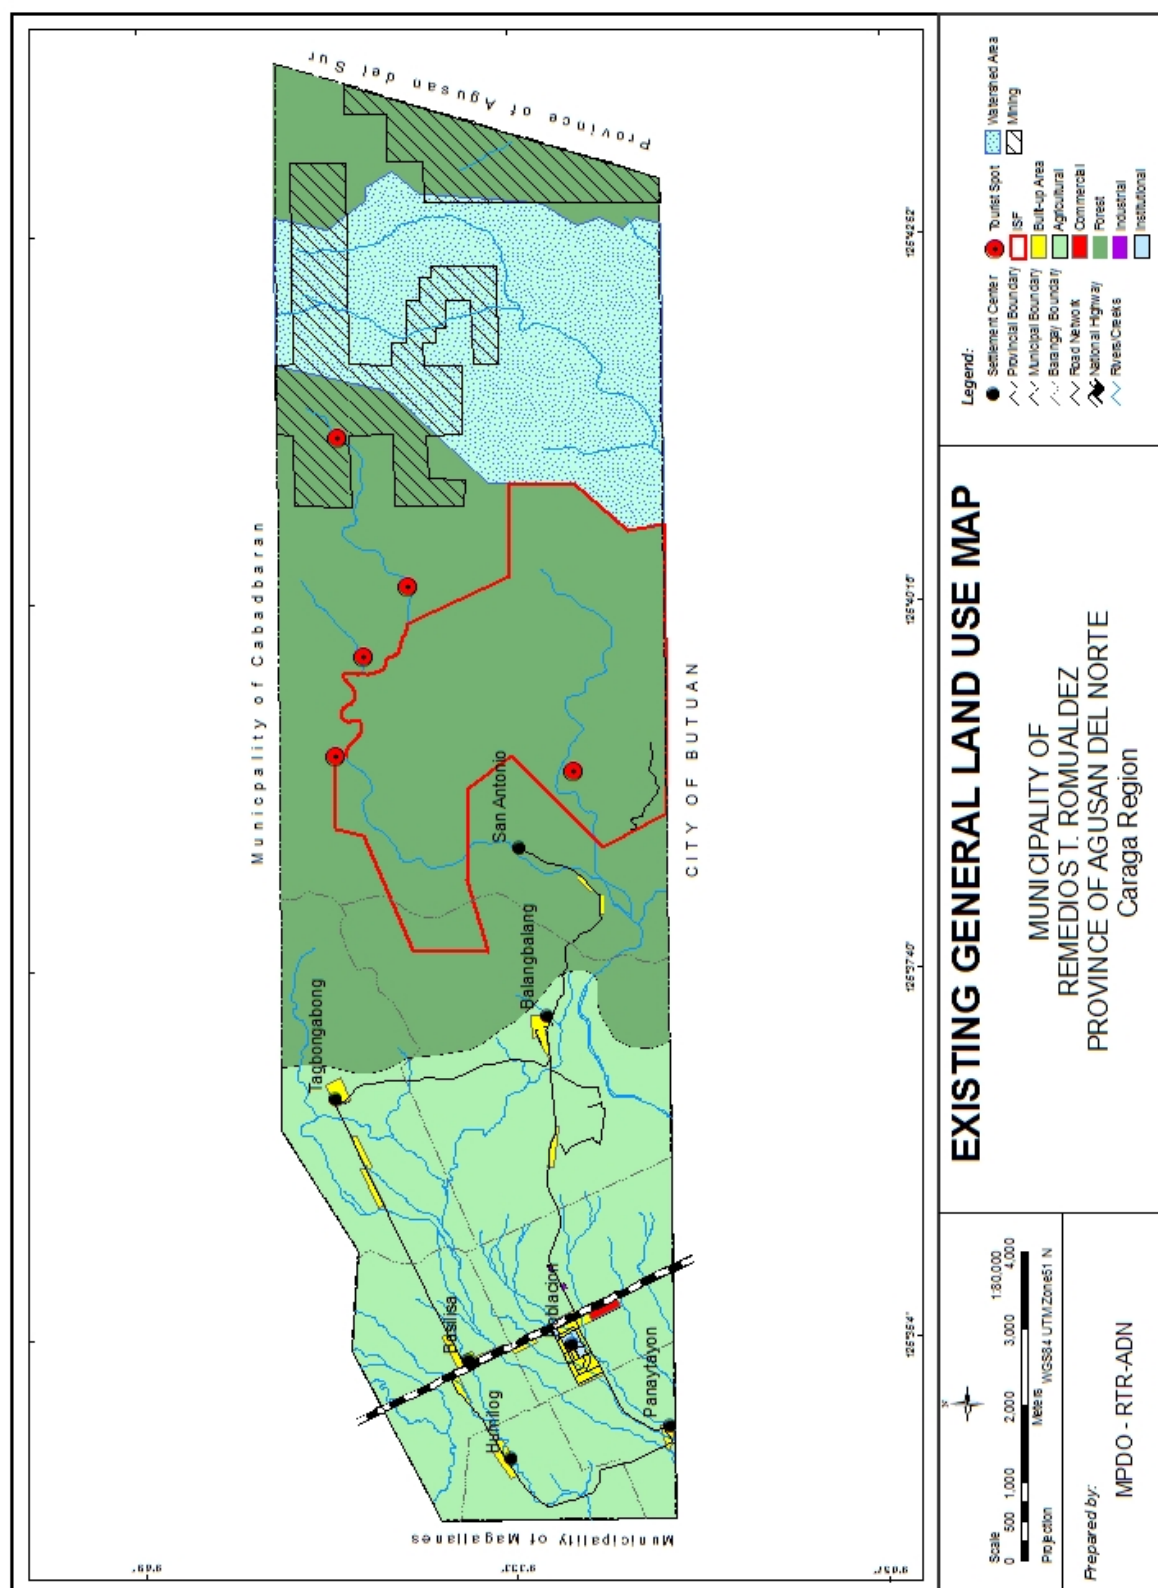 EXISTING GENERAL LAND USE MAP
MUNICIPALITY OF
REMEDIOS T. ROMUALDEZ
PROVINCE OF AGUSAN DEL NORTE
Caraga Region
Municipality of Cabadbaran
Province of Agusan del Sur
CITY OF BUTUAN
Municipality of Magallanes
Tagbongabong
San Antonio
Balangbalang
Basilisa
Poblacion
Humilog
Panaytayon
Legend:
Settlement Center
Provincial Boundary
Municipal Boundary
Barangay Boundary
Road Network
National Highway
Rivers/Creeks
Tourist Spot
ISF
Built-up Area
Agricultural
Commercial
Forest
Industrial
Institutional
Watershed Area
Mining
Scale
1:80,000
0 500 1,000 2,000 3,000 4,000
Meters
Projection WGS84 UTM Zone51 N
Prepared by:
MPDO - RTR-ADN